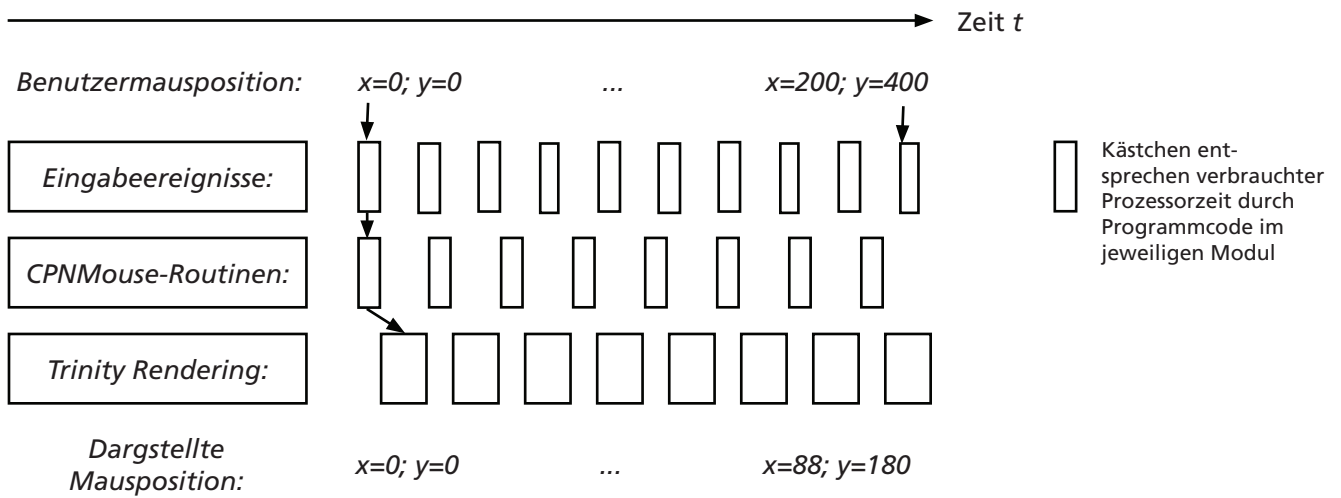 Zeit t
Benutzermausposition: x=0; y=0 ... x=200; y=400
Eingabeereignisse:
Kästchen ent-
sprechen verbrauchter
Prozessorzeit durch
Programmcode im
jeweiligen Modul
CPNMouse-Routinen:
Trinity Rendering:
Dargstellte
Mausposition:
x=0; y=0 ... x=88; y=180